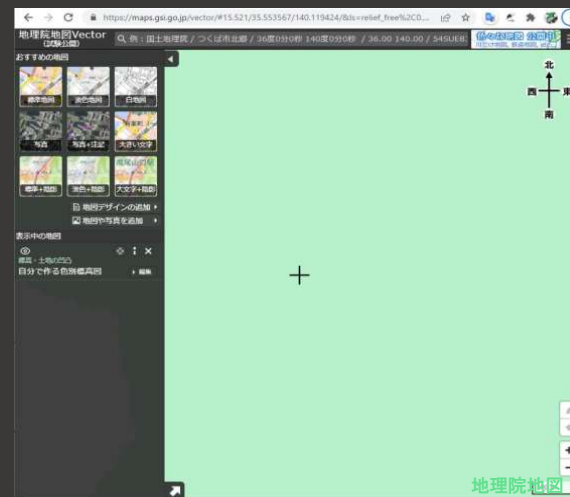 https://maps.gsi.go.jp/vector/#15.521/35.553567/140.119424/&ls=relief_free%2C0...
地理院地図Vector
(試験公開)
例：国土地理院 / つくば市北郷 / 36度0分0秒 140度0分0秒 / 36.00 140.00 / 54SUE8
おすすめの地図
標準地図
淡色地図
白地図
写真
写真+注記
大きい文字
標準+陰影
淡色+陰影
大文字+陰影
地図デザインの追加
地図や写真を追加
表示中の地図
標高・土地の凹凸
自分で作る色別標高図
編集
北
西
東
南
地理院地図